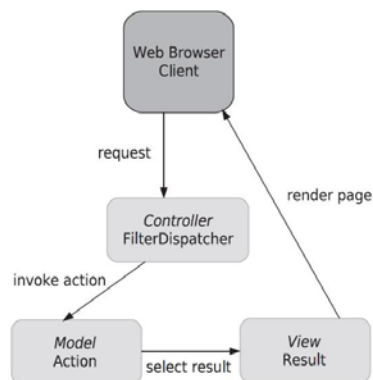 Web Browser
Client
request
render page
Controller
FilterDispatcher
invoke action
Model
Action
select result
View
Result